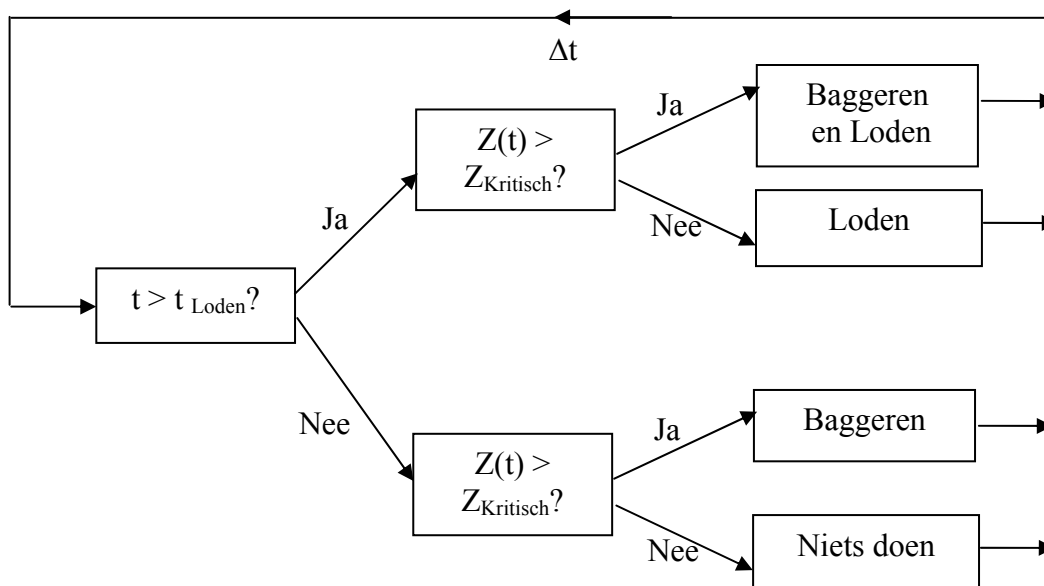 Δt
t > t Loden?
Ja
Nee
Z(t) >
ZKritisch?
Ja
Nee
Baggeren
en Loden
Loden
Z(t) >
ZKritisch?
Ja
Nee
Baggeren
Niets doen